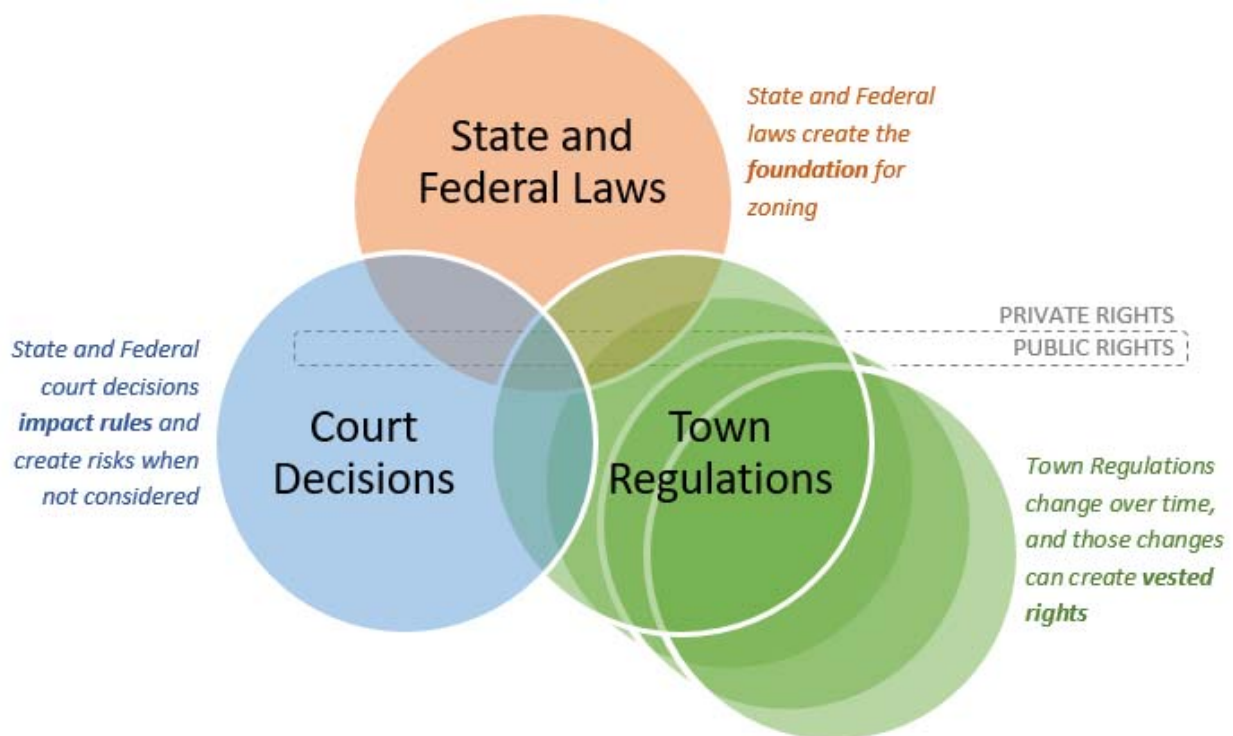 State and
Federal Laws
State and Federal
laws create the
foundation for
zoning
PRIVATE RIGHTS
PUBLIC RIGHTS
State and Federal
court decisions
impact rules and
create risks when
not considered
Court
Decisions
Town
Regulations
Town Regulations
change over time,
and those changes
can create vested
rights